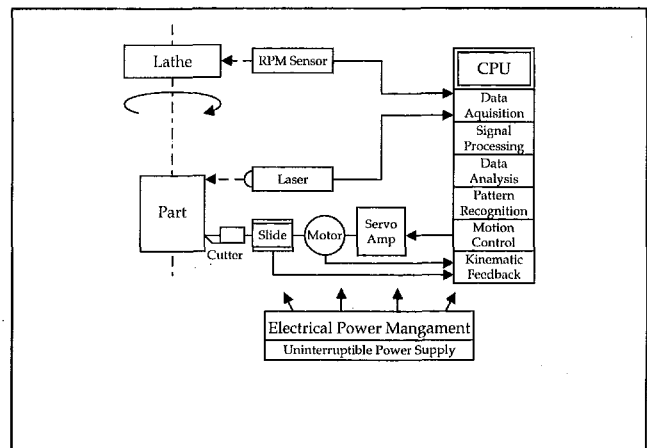 Lathe
RPM Sensor
CPU
Data
Aquisition
Signal
Processing
Data
Analysis
Pattern
Recognition
Motion
Control
Kinematic
Feedback
Laser
Part
Cutter
Slide
Motor
Servo
Amp
Electrical Power Mangament
Uninterruptible Power Supply